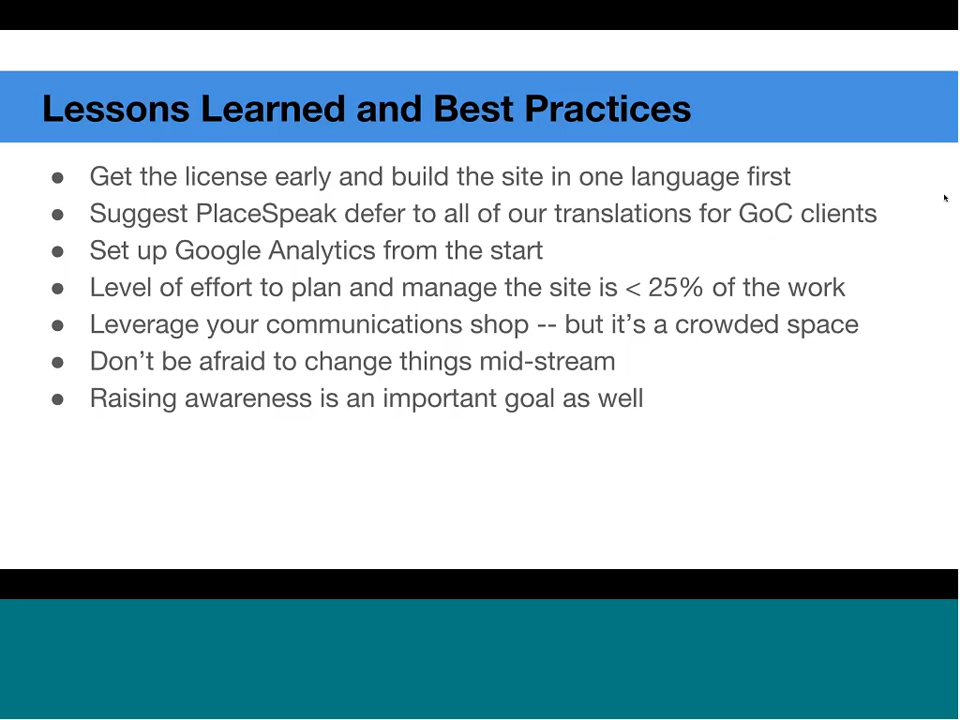 Lessons Learned and Best Practices
● Get the license early and build the site in one language first
● Suggest PlaceSpeak defer to all of our translations for GoC clients
● Set up Google Analytics from the start
● Level of effort to plan and manage the site is < 25% of the work
● Leverage your communications shop -- but it’s a crowded space
● Don’t be afraid to change things mid-stream
● Raising awareness is an important goal as well